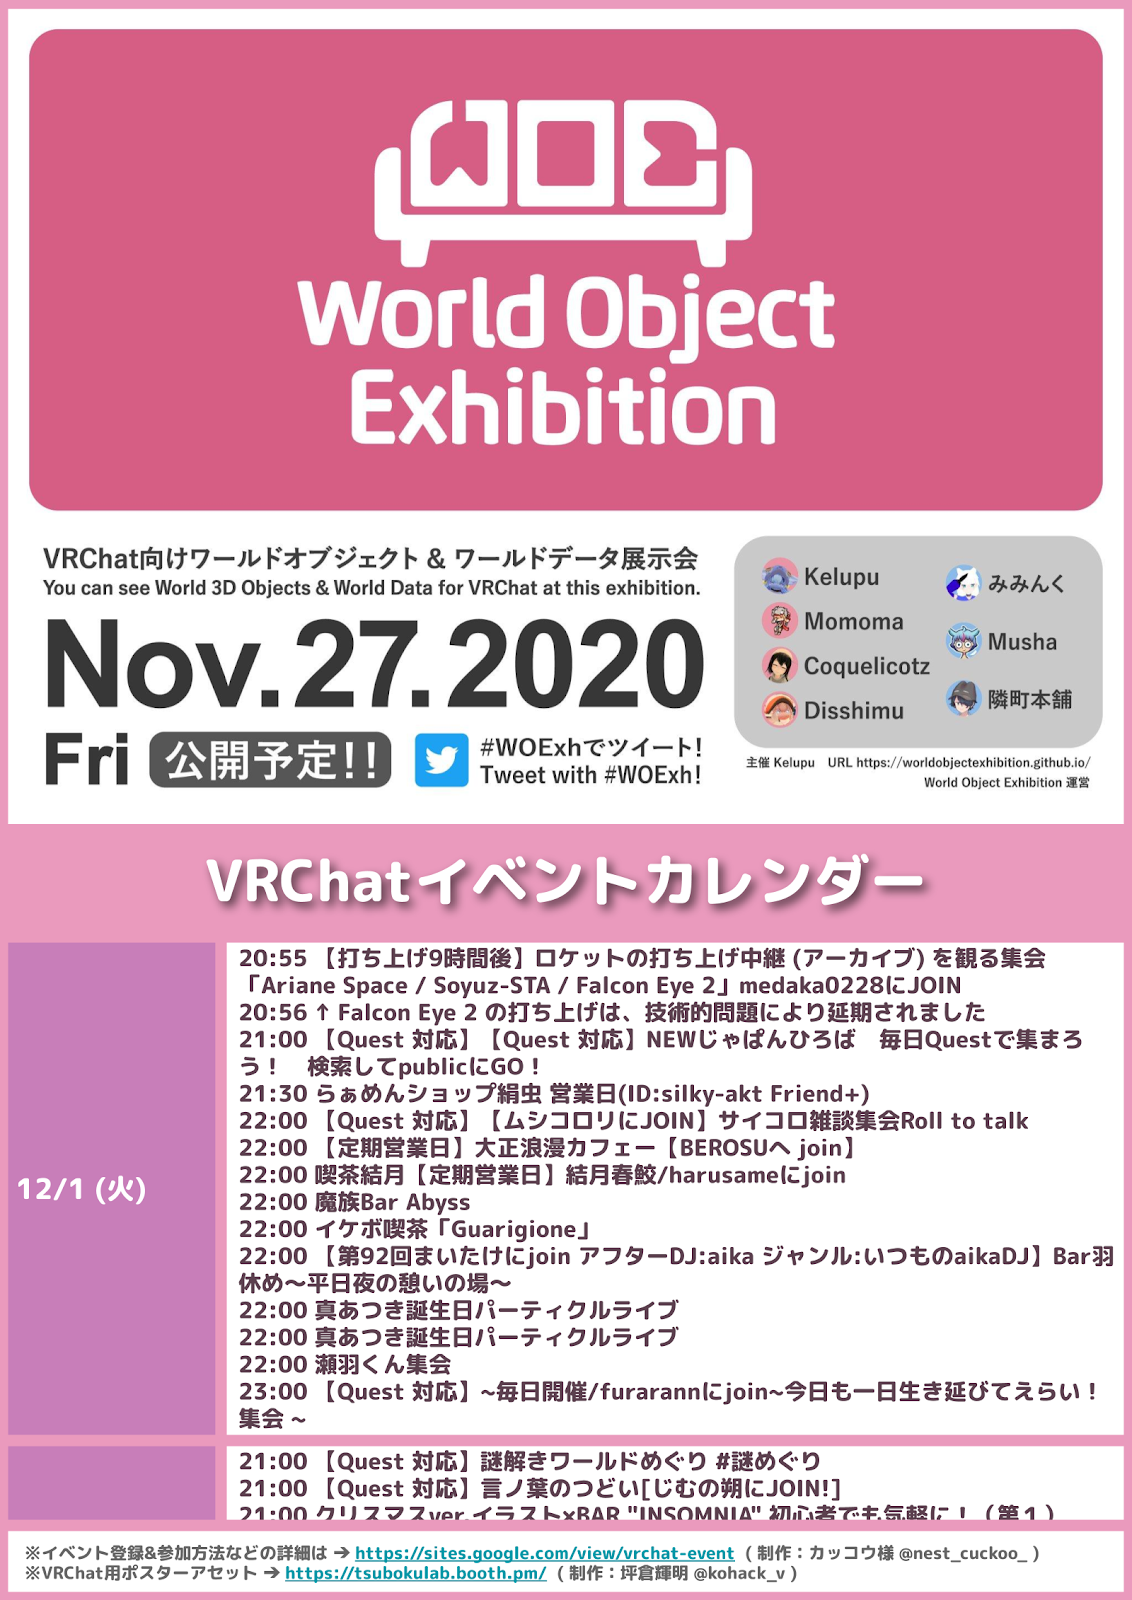 WOE
World Object
Exhibition
VRChat向けワールドオブジェクト & ワールドデータ展示会
You can see World 3D Objects & World Data for VRChat at this exhibition.
Nov.27.2020
Fri 公開予定!!
#WOExhでツイート!
Tweet with #WOExh!
Kelupu
Momoma
Coquelicotz
Disshimu
みみんく
Musha
隣町本舗
主催 Kelupu URL https://worldobjectexhibition.github.io/
World Object Exhibition 運営
VRChatイベントカレンダー
12/1 (火)
20:55 【打ち上げ9時間後】ロケットの打ち上げ中継 (アーカイブ) を観る集会
「Ariane Space / Soyuz-STA / Falcon Eye 2」medaka0228にJOIN
20:56 ↑ Falcon Eye 2 の打ち上げは、技術的問題により延期されました
21:00 【Quest 対応】【Quest 対応】NEWじゃぱんひろば 毎日Questで集まろ
う! 検索してpublicにGO!
21:30 らぁめんショップ絹虫 営業日(ID:silky-akt Friend+)
22:00 【Quest 対応】【ムシコロリにJOIN】サイコロ雑談集会Roll to talk
22:00 【定期営業日】大正浪漫カフェー【BEROSUへ join】
22:00 喫茶結月【定期営業日】結月春鮫/harusameにjoin
22:00 魔族Bar Abyss
22:00 イケボ喫茶「Guarigione」
22:00 【第92回まいたけにjoin アフターDJ:aika ジャンル:いつものaikaDJ】Bar羽
休め〜平日夜の憩いの場〜
22:00 真あつき誕生日パーティクルライブ
22:00 真あつき誕生日パーティクルライブ
22:00 瀬羽くん集会
23:00 【Quest 対応】~毎日開催/furarannにjoin~今日も一日生き延びてえらい!
集会 ~
21:00 【Quest 対応】謎解きワールドめぐり #謎めぐり
21:00 【Quest 対応】言ノ葉のつどい[じむの朔にJOIN!]
21:00 クリスマスver.イラスト×BAR "INSOMNIA" 初心者でも気軽に!（第１）
※イベント登録&参加方法などの詳細は ➔ https://sites.google.com/view/vrchat-event ( 制作：カッコウ様 @nest_cuckoo_ )
※VRChat用ポスターアセット ➔ https://tsubokulab.booth.pm/ ( 制作：坪倉輝明 @kohack_v )